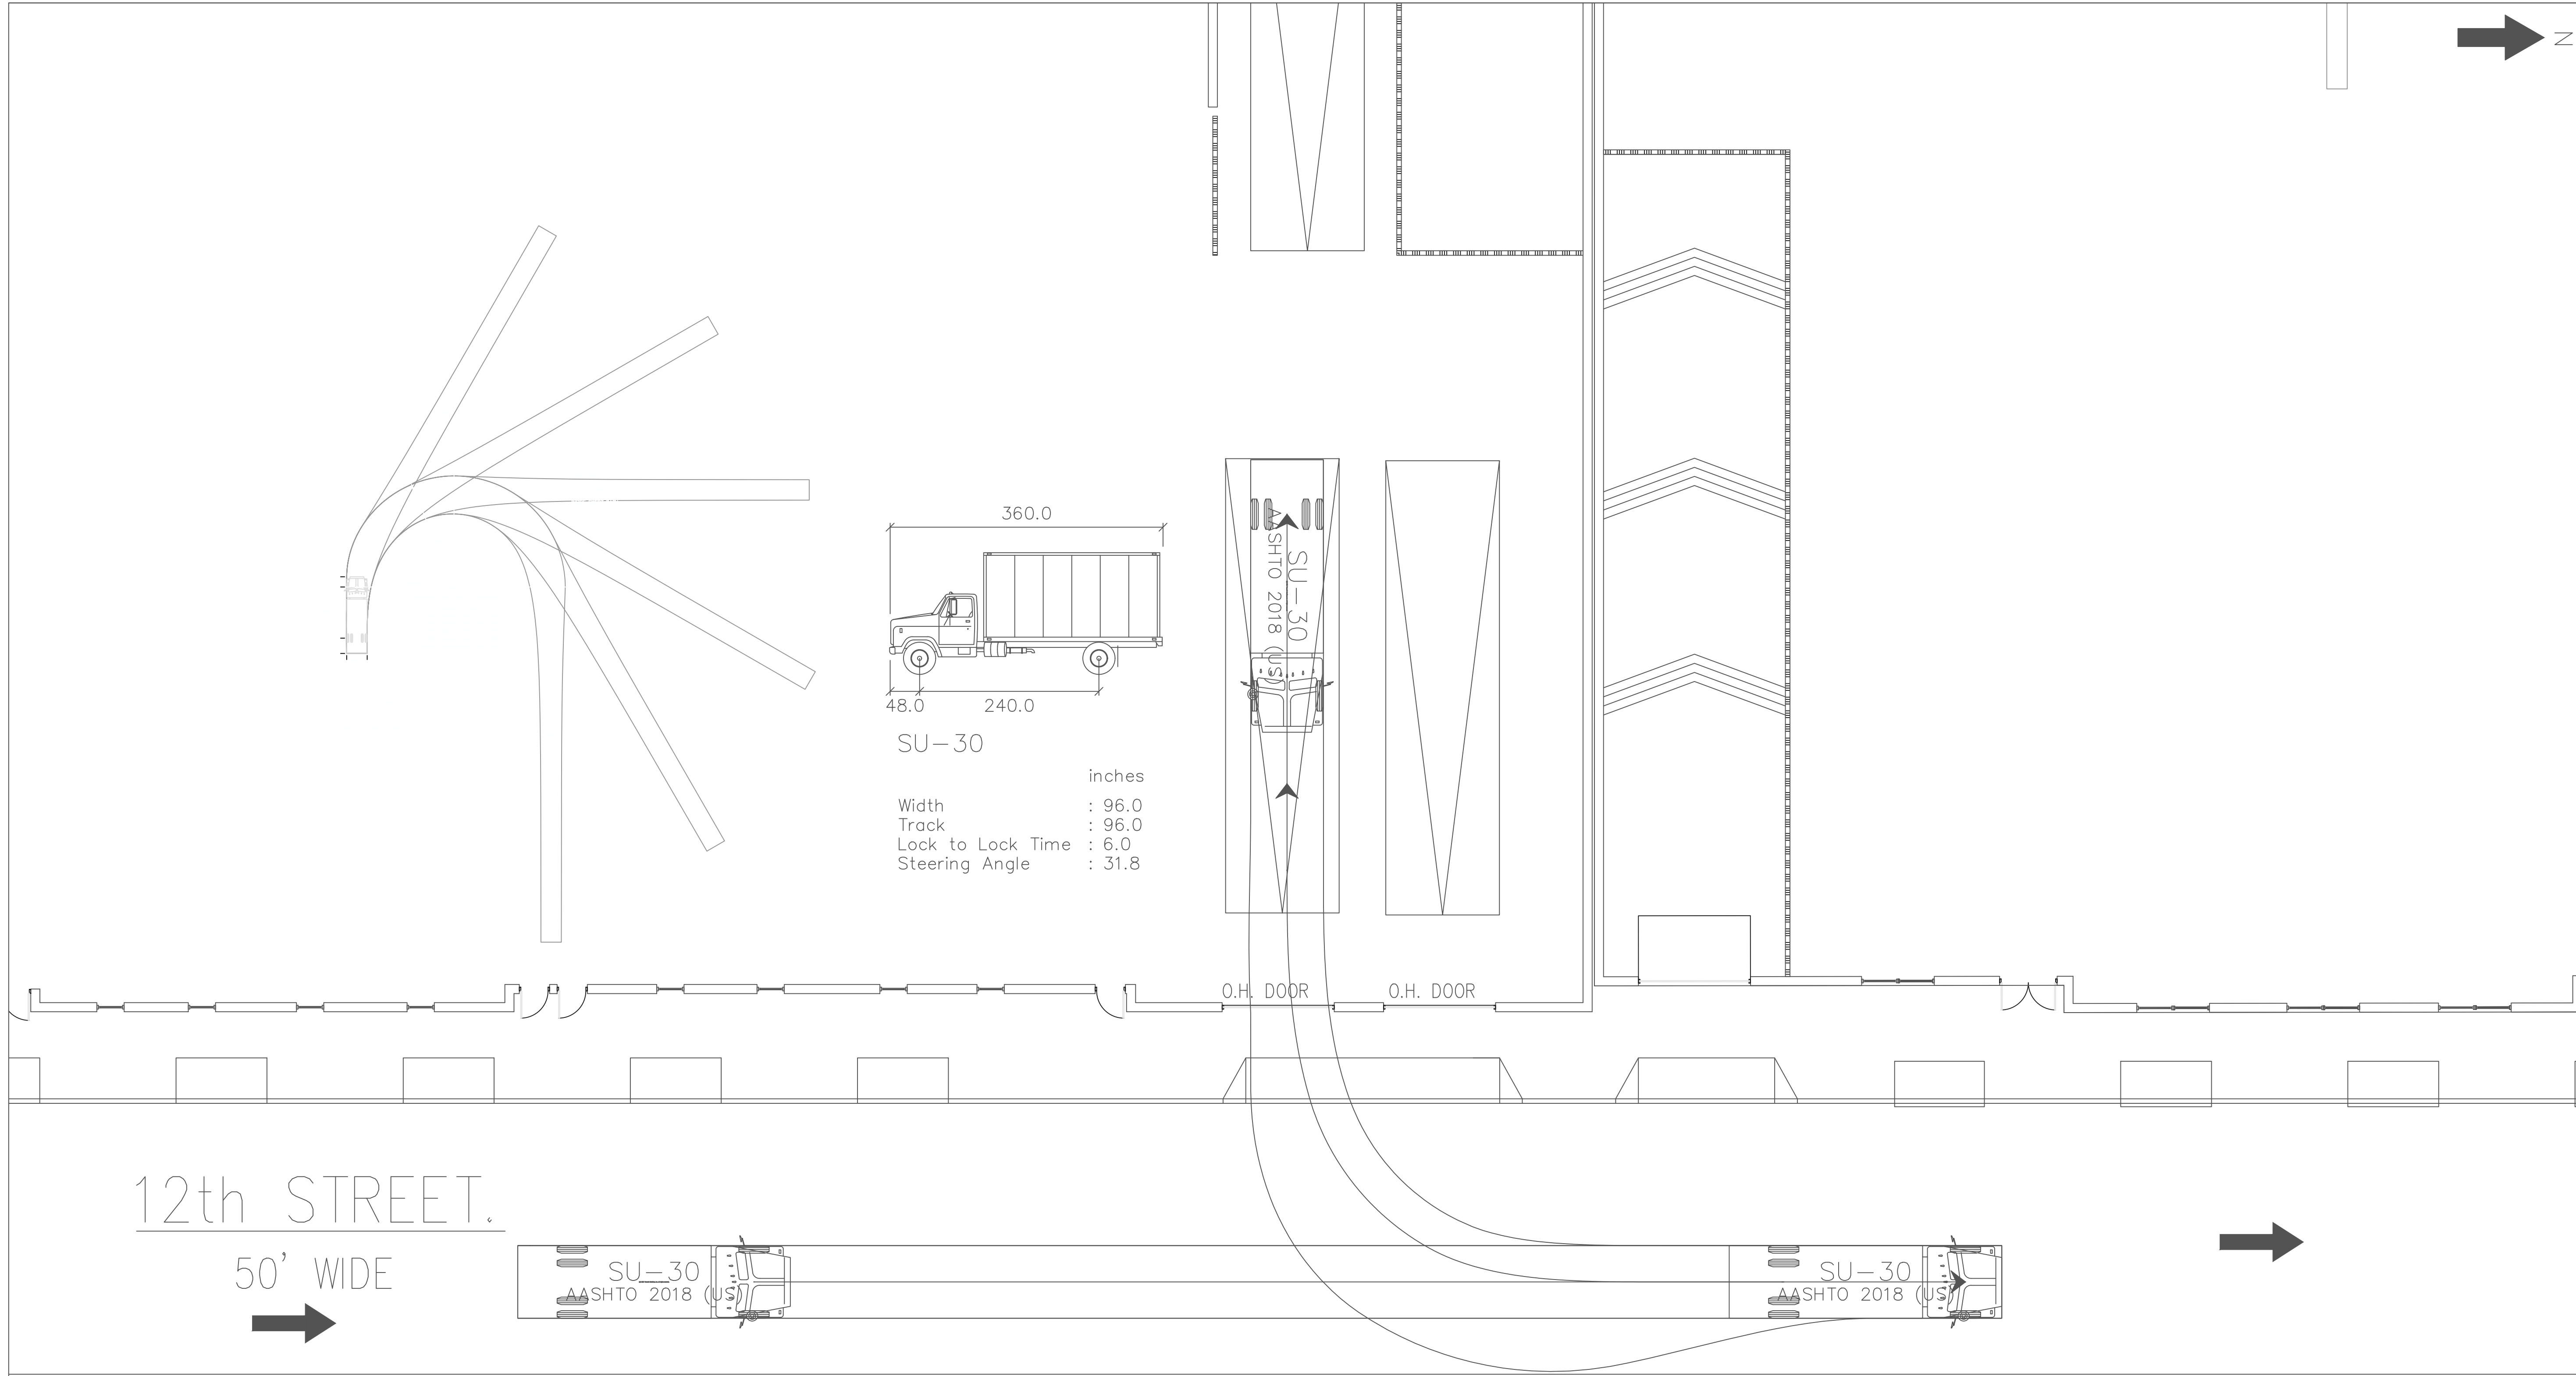 N
360.0
48.0
240.0
SU-30
inches
Width : 96.0
Track : 96.0
Lock to Lock Time : 6.0
Steering Angle : 31.8
SU-30
AASHTO 2018 (US)
O.H. DOOR
O.H. DOOR
12th STREET.
50' WIDE
SU-30
AASHTO 2018 (US)
SU-30
AASHTO 2018 (US)